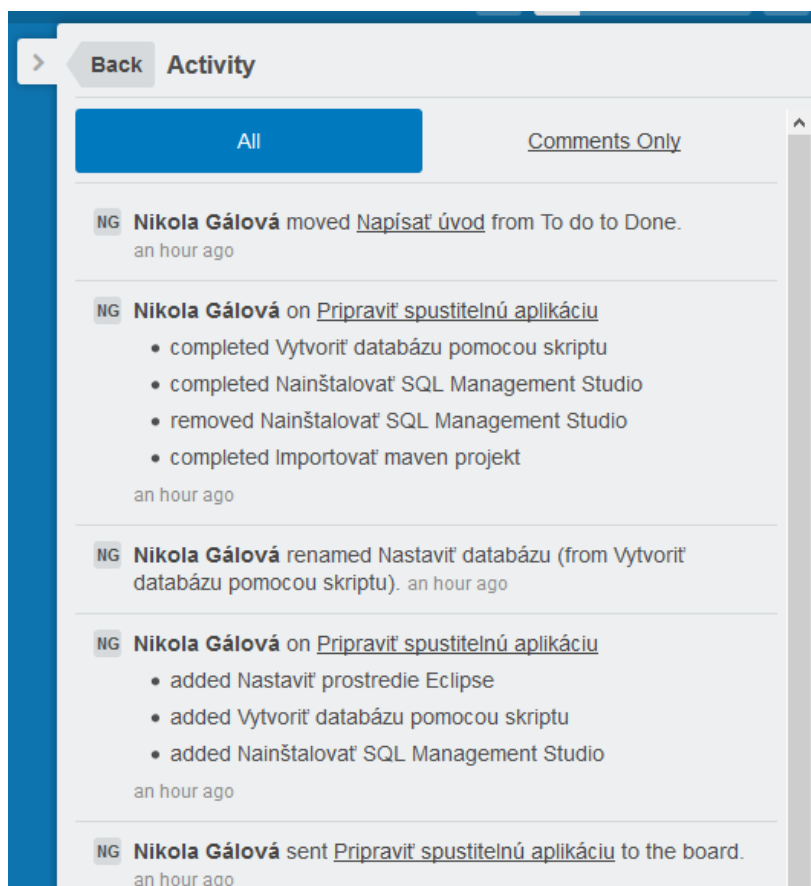 Back Activity
All Comments Only
NG Nikola Gálová moved Napísať úvod from To do to Done.
an hour ago
NG Nikola Gálová on Pripraviť spustitelnú aplikáciu
• completed Vytvoriť databázu pomocou skriptu
• completed Nainštalovať SQL Management Studio
• removed Nainštalovať SQL Management Studio
• completed Importovať maven projekt
an hour ago
NG Nikola Gálová renamed Nastaviť databázu (from Vytvoriť
databázu pomocou skriptu). an hour ago
NG Nikola Gálová on Pripraviť spustitelnú aplikáciu
• added Nastaviť prostredie Eclipse
• added Vytvoriť databázu pomocou skriptu
• added Nainštalovať SQL Management Studio
an hour ago
NG Nikola Gálová sent Pripraviť spustitelnú aplikáciu to the board.
an hour ago